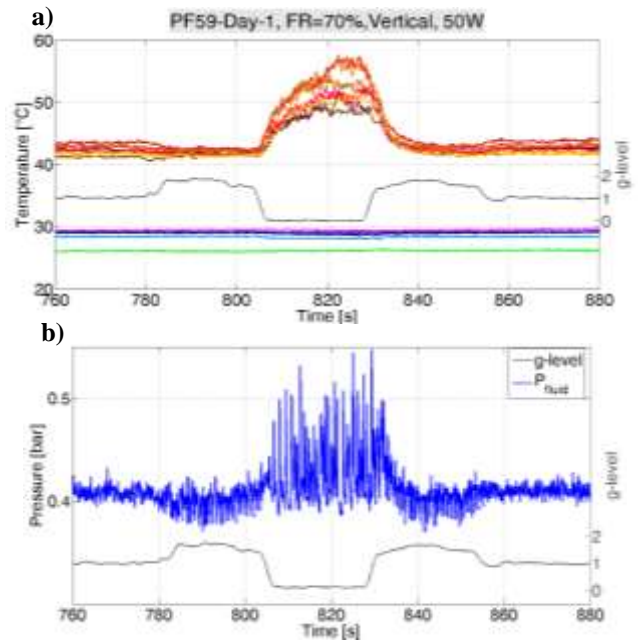 a)
PF59-Day-1, FR=70%,Vertical, 50W
Temperature [°C]
60
50
40
30
20
2
1
0
g-level
760 780 800 820 840 860 880
Time [s]
b)
g-level
P_fluid
Pressure [bar]
0.5
0.4
2
1
0
g-level
760 780 800 820 840 860 880
Time [s]